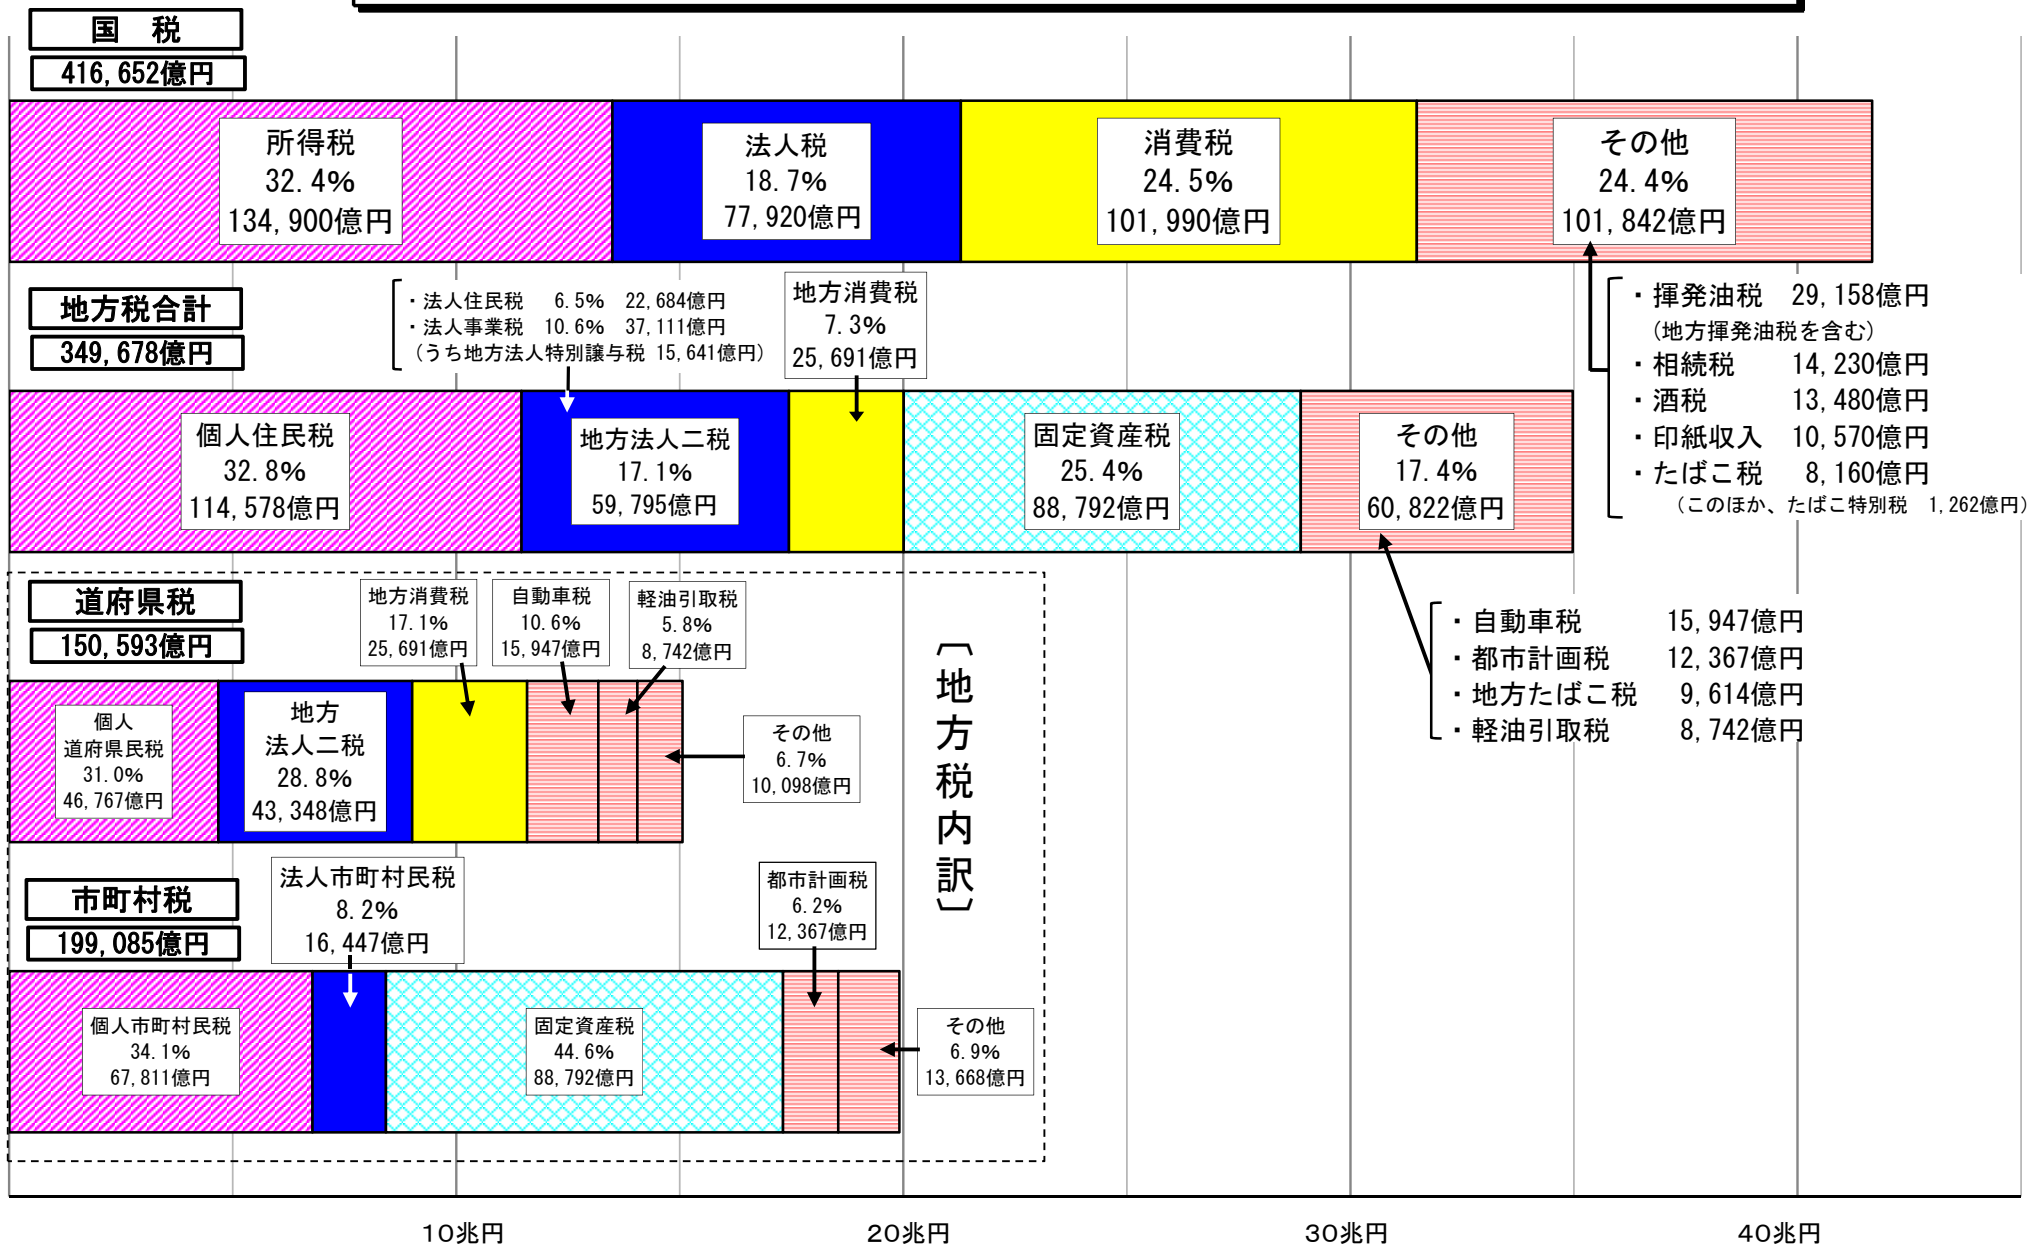 国 税
416,652億円
所得税
32.4%
134,900億円
法人税
18.7%
77,920億円
消費税
24.5%
101,990億円
その他
24.4%
101,842億円
・揮発油税 29,158億円
(地方揮発油税を含む)
・相続税 14,230億円
・酒税 13,480億円
・印紙収入 10,570億円
・たばこ税 8,160億円
(このほか、たばこ特別税 1,262億円)
地方税合計
349,678億円
・法人住民税 6.5% 22,684億円
・法人事業税 10.6% 37,111億円
(うち地方法人特別譲与税 15,641億円)
地方消費税
7.3%
25,691億円
個人住民税
32.8%
114,578億円
地方法人二税
17.1%
59,795億円
固定資産税
25.4%
88,792億円
その他
17.4%
60,822億円
・自動車税 15,947億円
・都市計画税 12,367億円
・地方たばこ税 9,614億円
・軽油引取税 8,742億円
道府県税
150,593億円
地方消費税
17.1%
25,691億円
自動車税
10.6%
15,947億円
軽油引取税
5.8%
8,742億円
個人
道府県民税
31.0%
46,767億円
地方
法人二税
28.8%
43,348億円
その他
6.7%
10,098億円
〔地方税内訳〕
市町村税
199,085億円
法人市町村民税
8.2%
16,447億円
都市計画税
6.2%
12,367億円
個人市町村民税
34.1%
67,811億円
固定資産税
44.6%
88,792億円
その他
6.9%
13,668億円
10兆円
20兆円
30兆円
40兆円